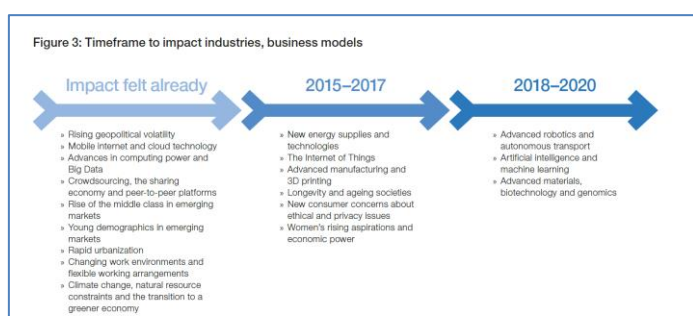 Figure 3: Timeframe to impact industries, business models
Impact felt already
» Rising geopolitical volatility
» Mobile internet and cloud technology
» Advances in computing power and
Big Data
» Crowdsourcing, the sharing
economy and peer-to-peer platforms
» Rise of the middle class in emerging
markets
» Young demographics in emerging
markets
» Rapid urbanization
» Changing work environments and
flexible working arrangements
» Climate change, natural resource
constraints and the transition to a
greener economy
2015–2017
» New energy supplies and
technologies
» The Internet of Things
» Advanced manufacturing and
3D printing
» Longevity and ageing societies
» New consumer concerns about
ethical and privacy issues
» Women's rising aspirations and
economic power
2018–2020
» Advanced robotics and
autonomous transport
» Artificial intelligence and
machine learning
» Advanced materials,
biotechnology and genomics